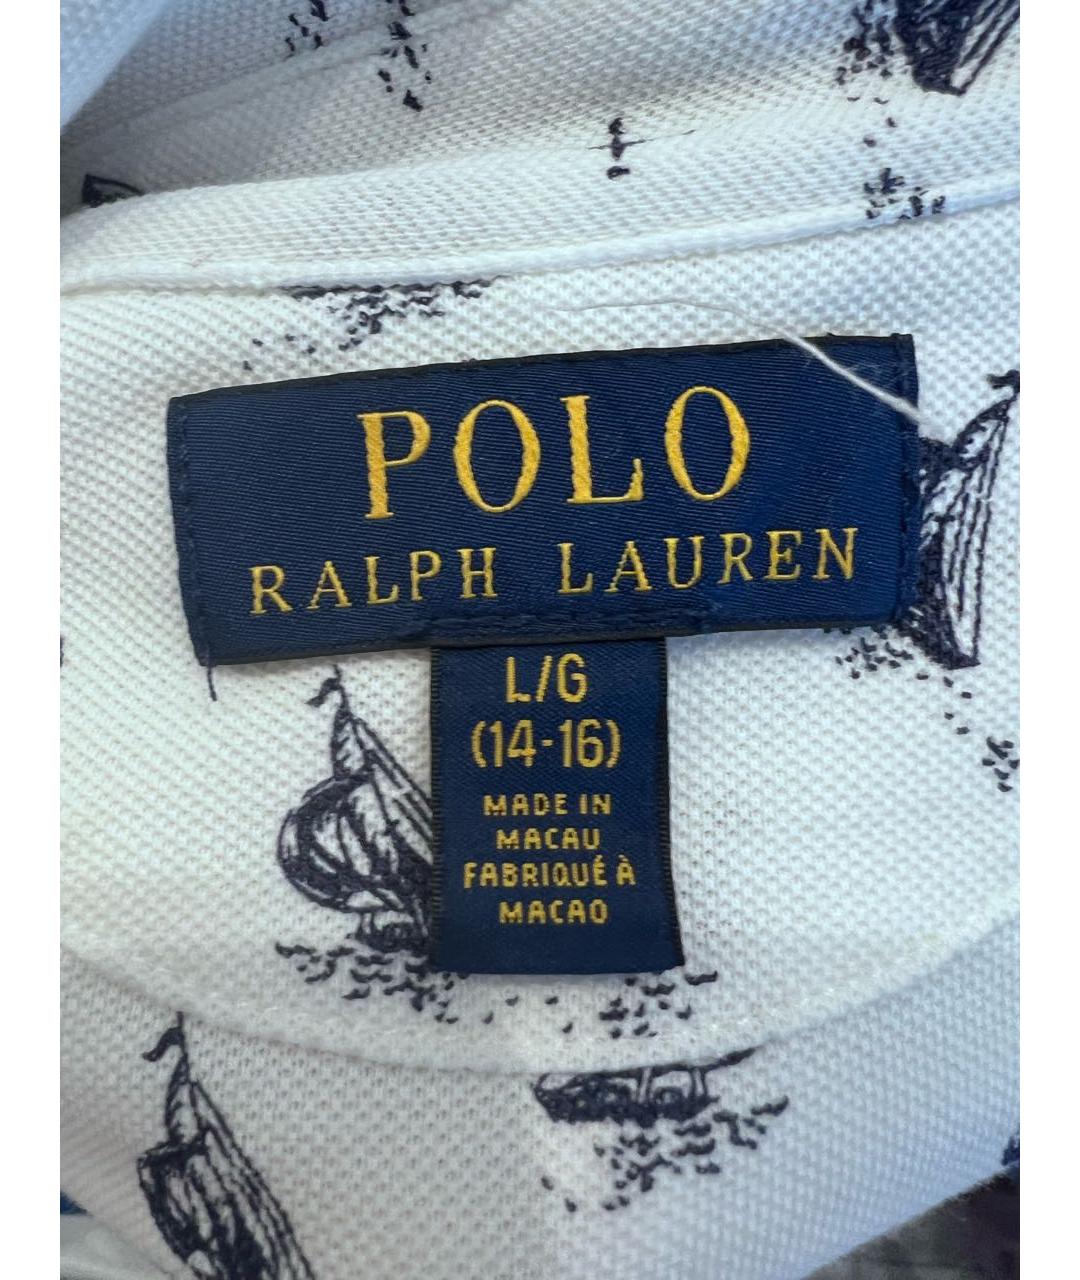 POLO
RALPH LAUREN
L/G
(14-16)
MADE IN
MACAU
FABRIQUÉ À
MACAO